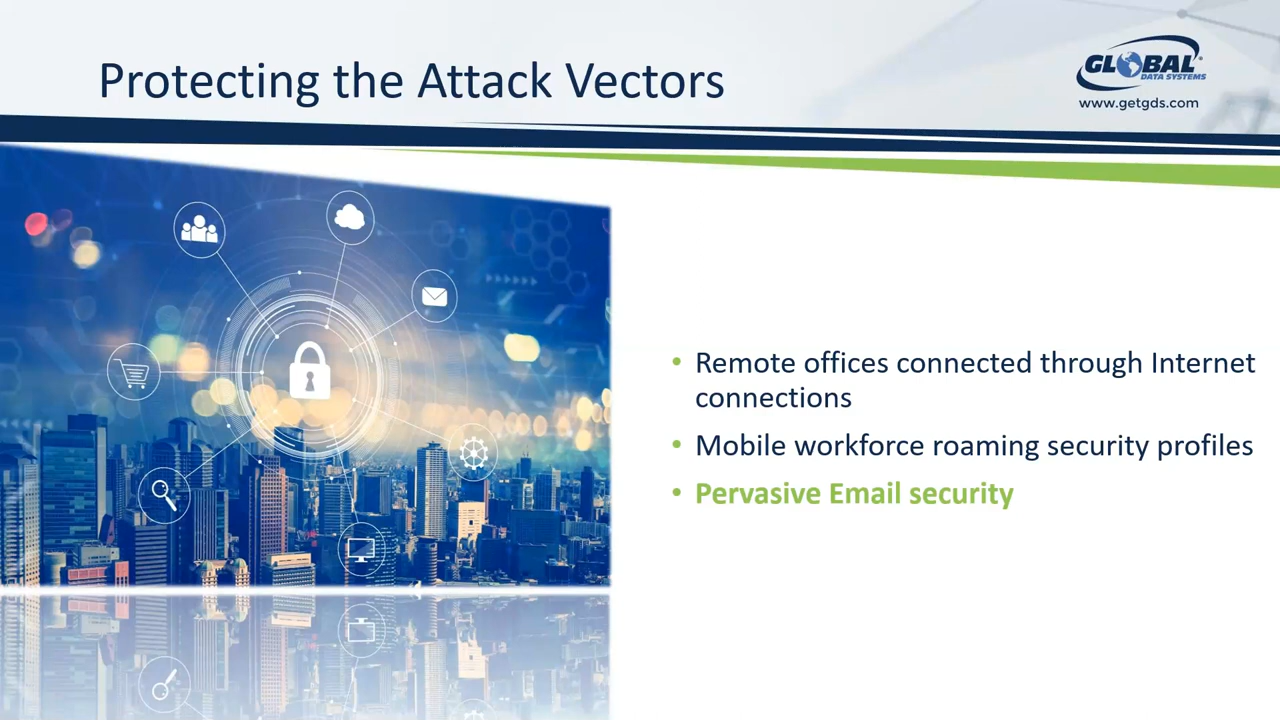 Protecting the Attack Vectors
GLOBAL
DATA SYSTEMS
www.getgds.com
• Remote offices connected through Internet
connections
• Mobile workforce roaming security profiles
• Pervasive Email security